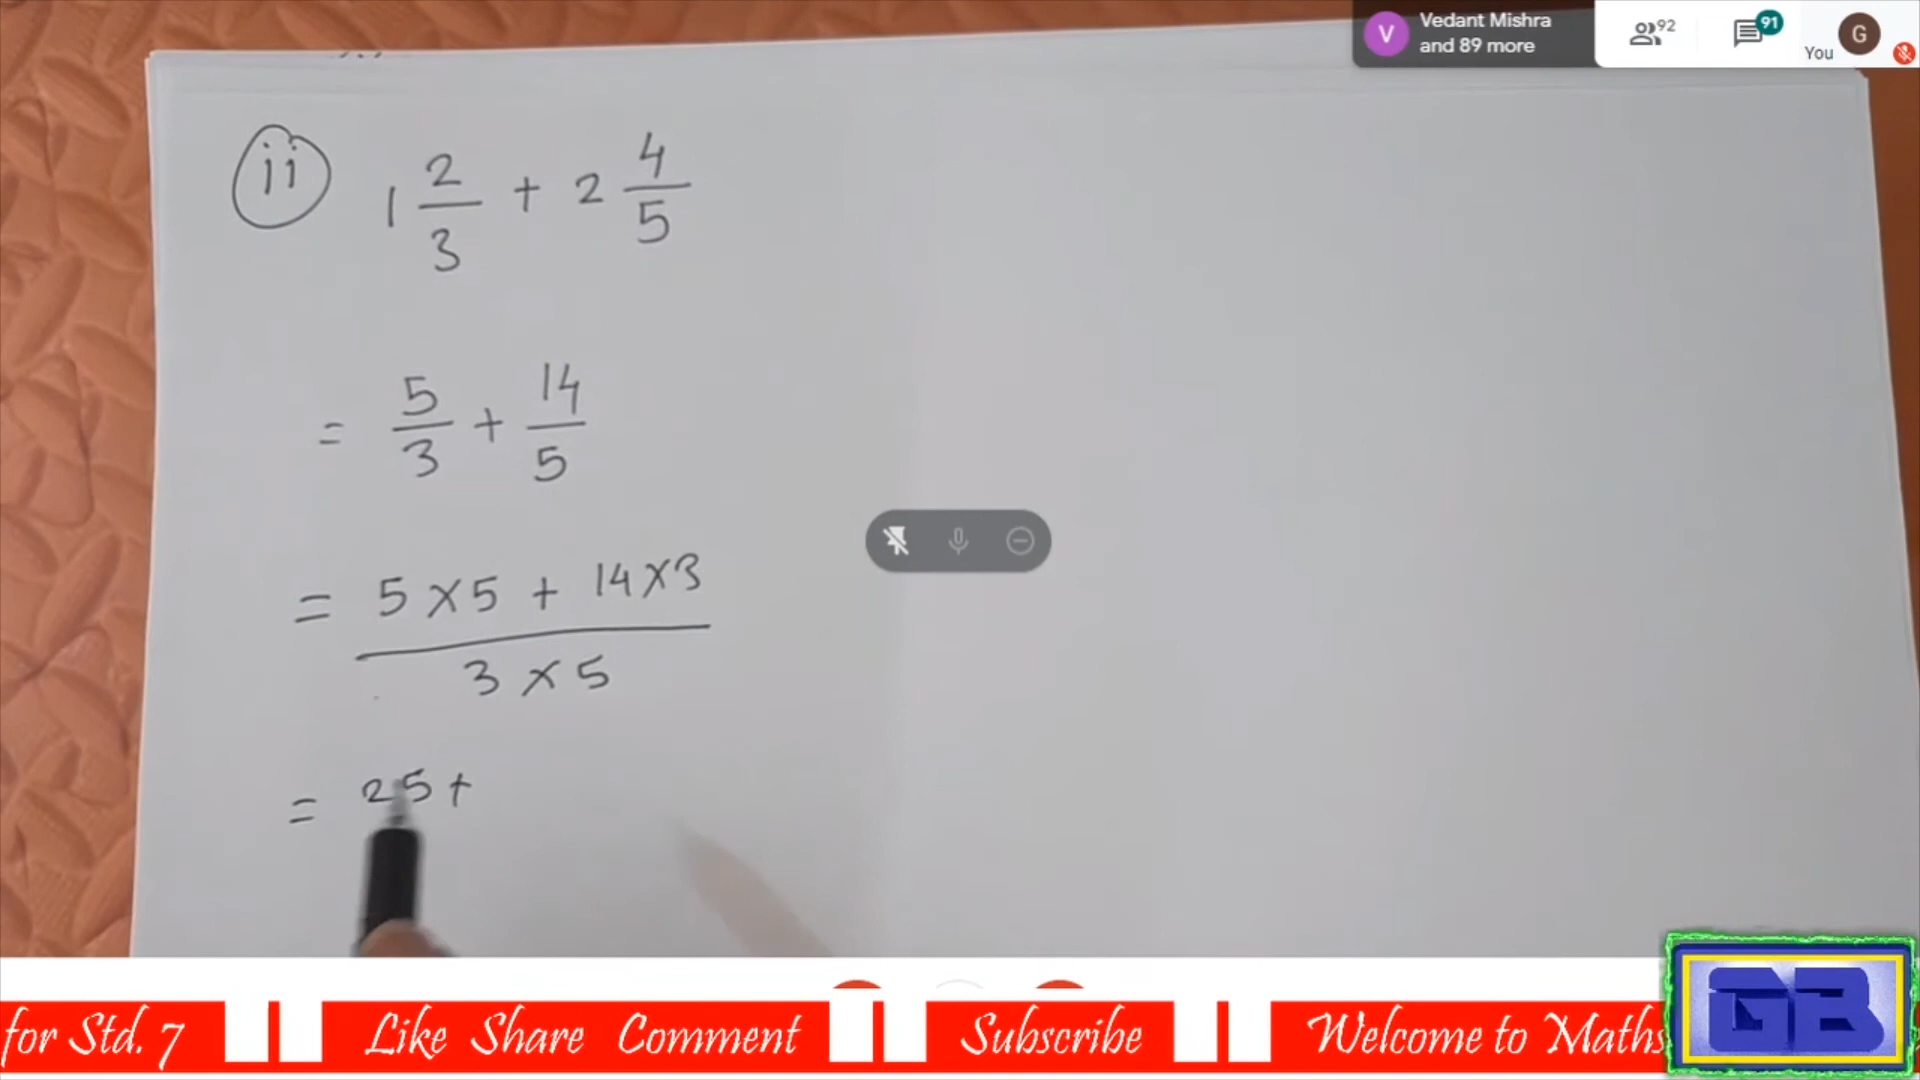 Vedant Mishra
and 89 more
92
91
You
G
V
ii 1 2/3 + 2 4/5
= 5/3 + 14/5
= 5×5 + 14×3
3×5
= 25+
for Std. 7 Like Share Comment Subscribe Welcome to Maths
GB